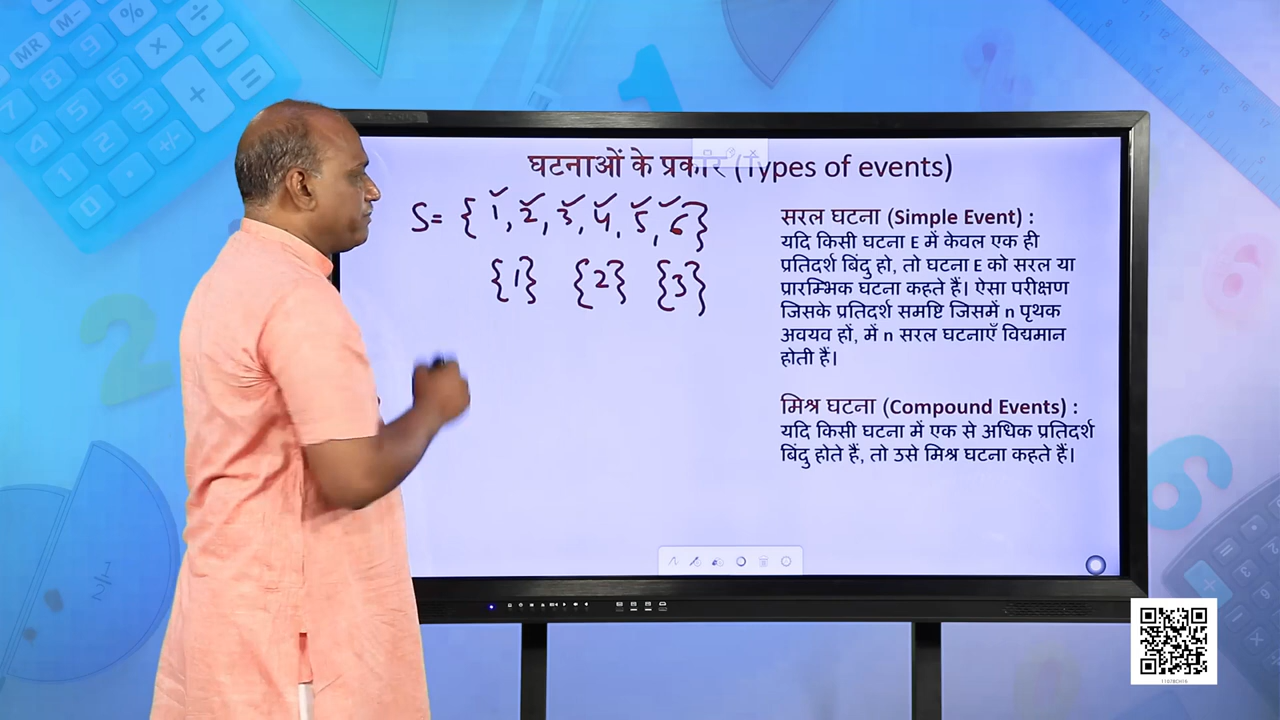 घटनाओं के प्रकार (Types of events)
S= {1, 2, 3, 4, 5, 6}
{1} {2} {3}
सरल घटना (Simple Event) :
यदि किसी घटना E में केवल एक ही
प्रतिदर्श बिंदु हो, तो घटना E को सरल या
प्रारम्भिक घटना कहते हैं। ऐसा परीक्षण
जिसके प्रतिदर्श समष्टि जिसमें n पृथक
अवयव हों, में n सरल घटनाएँ विद्यमान
होती हैं।
मिश्र घटना (Compound Events) :
यदि किसी घटना में एक से अधिक प्रतिदर्श
बिंदु होते हैं, तो उसे मिश्र घटना कहते हैं।